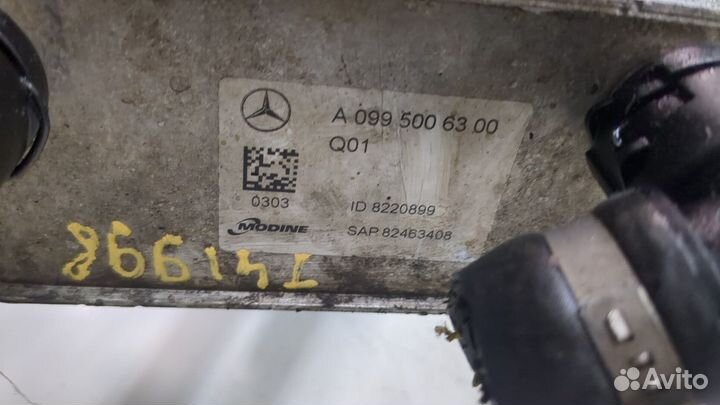 A 099 500 63 00
Q01
0303
ID 8220899
MODINE
SAP 82463408
Avito